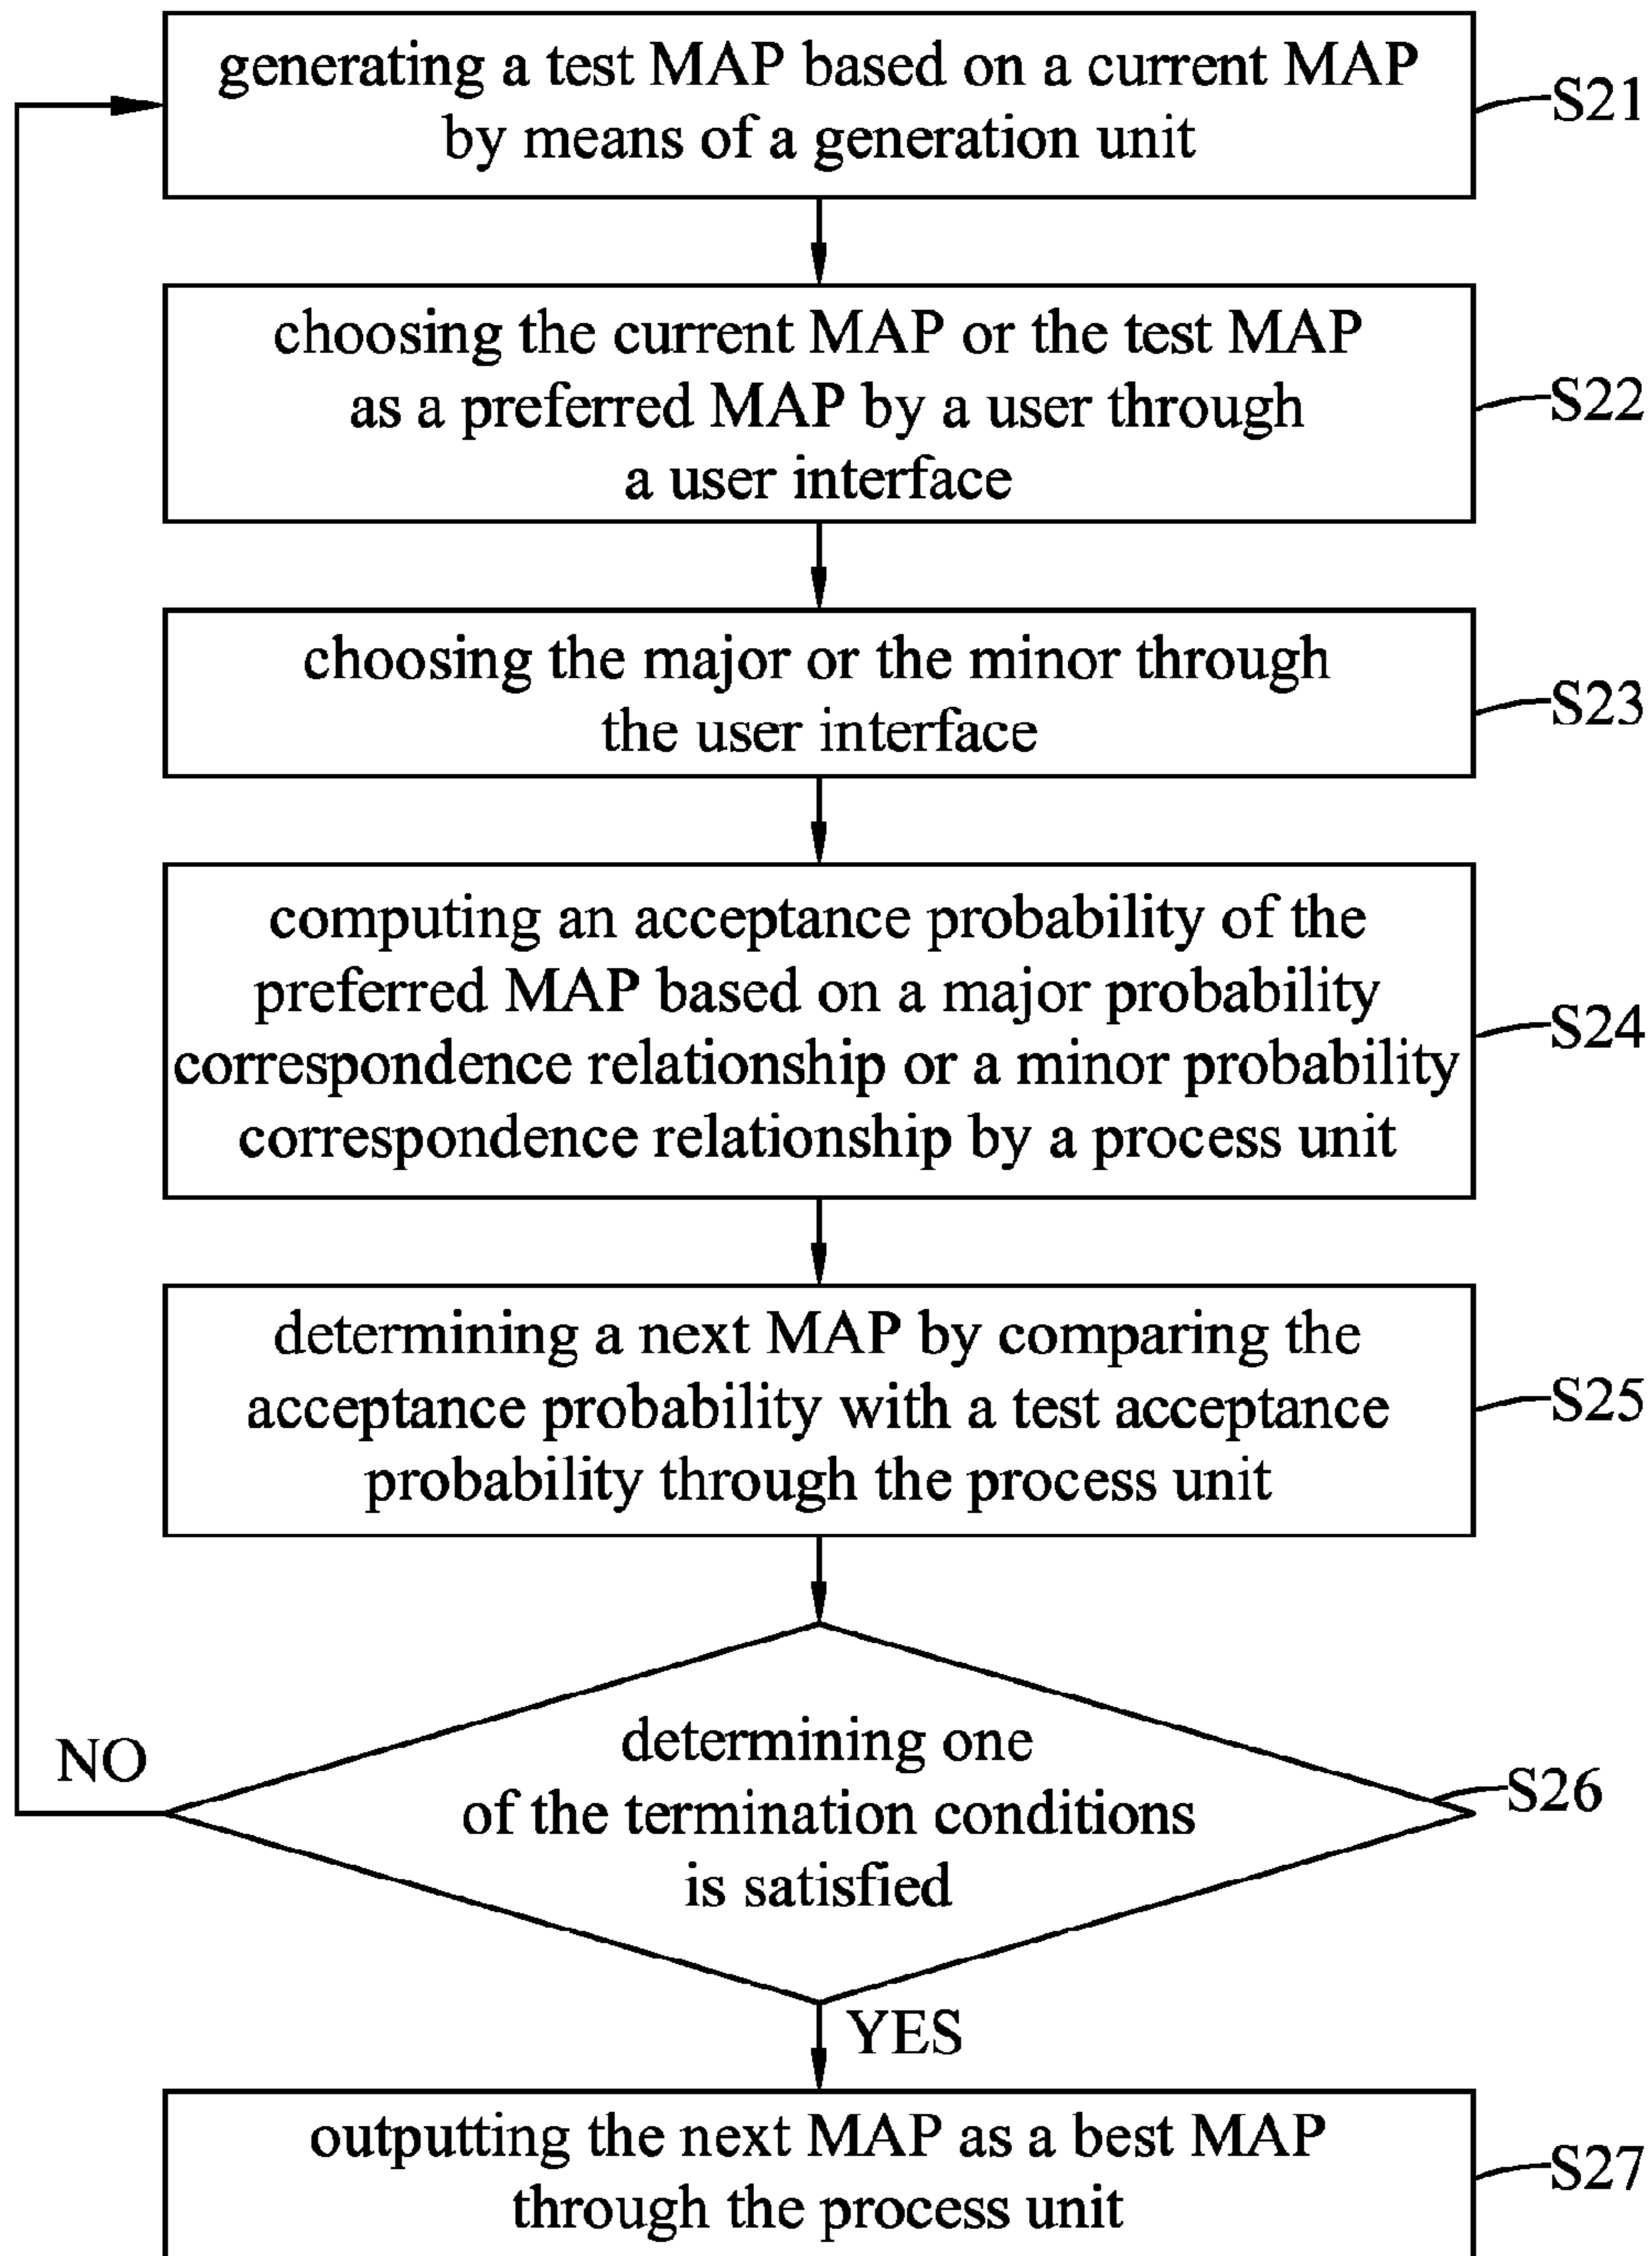 generating a test MAP based on a current MAP
by means of a generation unit
S21
choosing the current MAP or the test MAP
as a preferred MAP by a user through
a user interface
S22
choosing the major or the minor through
the user interface
S23
computing an acceptance probability of the
preferred MAP based on a major probability
correspondence relationship or a minor probability
correspondence relationship by a process unit
S24
determining a next MAP by comparing the
acceptance probability with a test acceptance
probability through the process unit
S25
NO
determining one
of the termination conditions
is satisfied
S26
YES
outputting the next MAP as a best MAP
through the process unit
S27